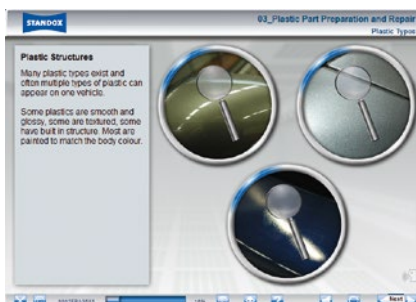 STANDOX
03_Plastic Part Preparation and Repair
Plastic Types
Plastic Structures
Many plastic types exist and
often multiple types of plastic can
appear on one vehicle.
Some plastics are smooth and
glossy, some are textured, some
have built in structure. Most are
painted to match the body colour.
Next